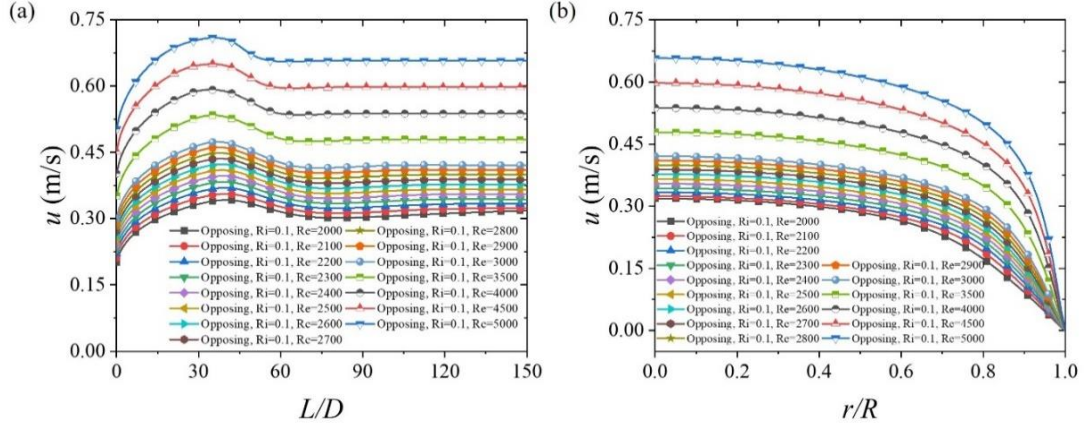 (a)
0.75
0.60
0.45
0.30
0.15
0.00
u (m/s)
Opposing, Ri=0.1, Re=2000
Opposing, Ri=0.1, Re=2100
Opposing, Ri=0.1, Re=2200
Opposing, Ri=0.1, Re=2300
Opposing, Ri=0.1, Re=2400
Opposing, Ri=0.1, Re=2500
Opposing, Ri=0.1, Re=2600
Opposing, Ri=0.1, Re=2700
Opposing, Ri=0.1, Re=2800
Opposing, Ri=0.1, Re=2900
Opposing, Ri=0.1, Re=3000
Opposing, Ri=0.1, Re=3500
Opposing, Ri=0.1, Re=4000
Opposing, Ri=0.1, Re=4500
Opposing, Ri=0.1, Re=5000
0 30 60 90 120 150
L/D
(b)
0.75
0.60
0.45
0.30
0.15
0.00
u (m/s)
Opposing, Ri=0.1, Re=2000
Opposing, Ri=0.1, Re=2100
Opposing, Ri=0.1, Re=2200
Opposing, Ri=0.1, Re=2300
Opposing, Ri=0.1, Re=2400
Opposing, Ri=0.1, Re=2500
Opposing, Ri=0.1, Re=2600
Opposing, Ri=0.1, Re=2700
Opposing, Ri=0.1, Re=2800
Opposing, Ri=0.1, Re=2900
Opposing, Ri=0.1, Re=3000
Opposing, Ri=0.1, Re=3500
Opposing, Ri=0.1, Re=4000
Opposing, Ri=0.1, Re=4500
Opposing, Ri=0.1, Re=5000
0.0 0.2 0.4 0.6 0.8 1.0
r/R